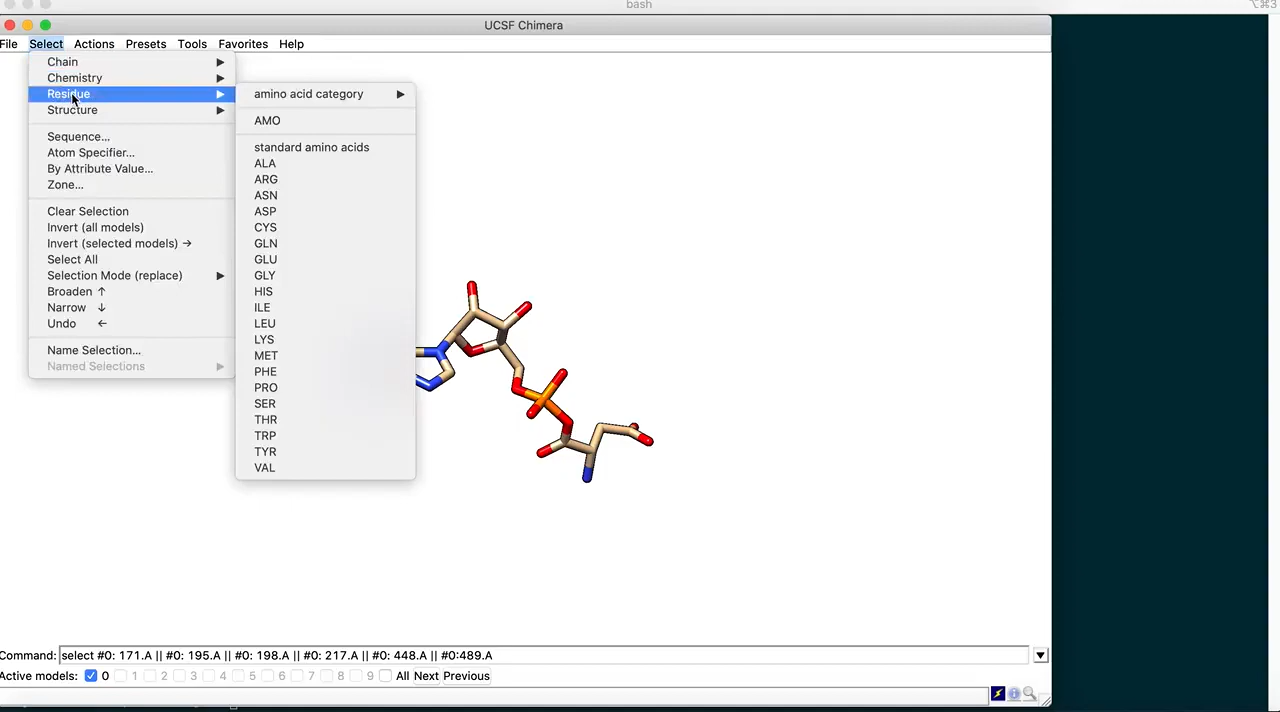 bash
⌥⌘3
UCSF Chimera
File Select Actions Presets Tools Favorites Help
Chain
Chemistry
Residue
Structure
Sequence...
Atom Specifier...
By Attribute Value...
Zone...
Clear Selection
Invert (all models)
Invert (selected models) →
Select All
Selection Mode (replace)
Broaden ↑
Narrow ↓
Undo ←
Name Selection...
Named Selections
amino acid category
AMO
standard amino acids
ALA
ARG
ASN
ASP
CYS
GLN
GLU
GLY
HIS
ILE
LEU
LYS
MET
PHE
PRO
SER
THR
TRP
TYR
VAL
Command: select #0: 171.A || #0: 195.A || #0: 198.A || #0: 217.A || #0: 448.A || #0:489.A
Active models: 0 1 2 3 4 5 6 7 8 9 All Next Previous